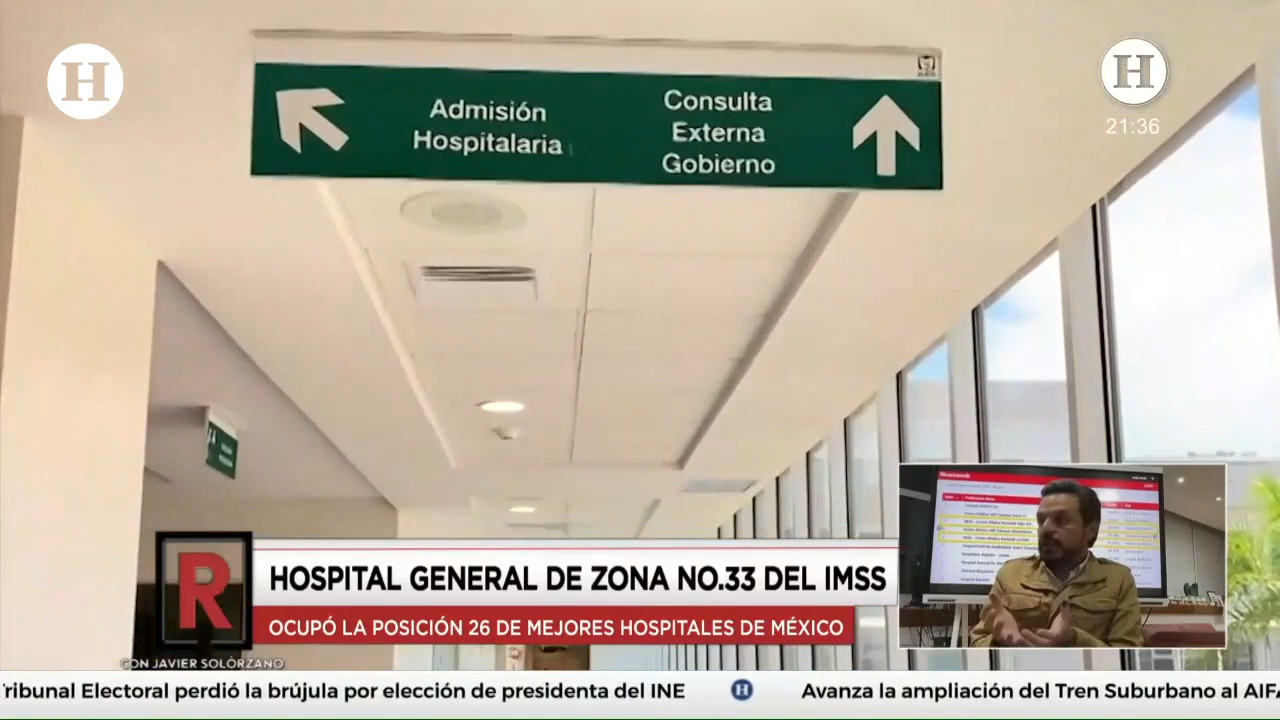 H
H
21:36
Admisión
Hospitalaria
Consulta
Externa
Gobierno
Newsweek
R
HOSPITAL GENERAL DE ZONA NO.33 DEL IMSS
OCUPÓ LA POSICIÓN 26 DE MEJORES HOSPITALES DE MÉXICO
CON JAVIER SOLÓRZANO
Tribunal Electoral perdió la brújula por elección de presidenta del INE
H
Avanza la ampliación del Tren Suburbano al AIFA